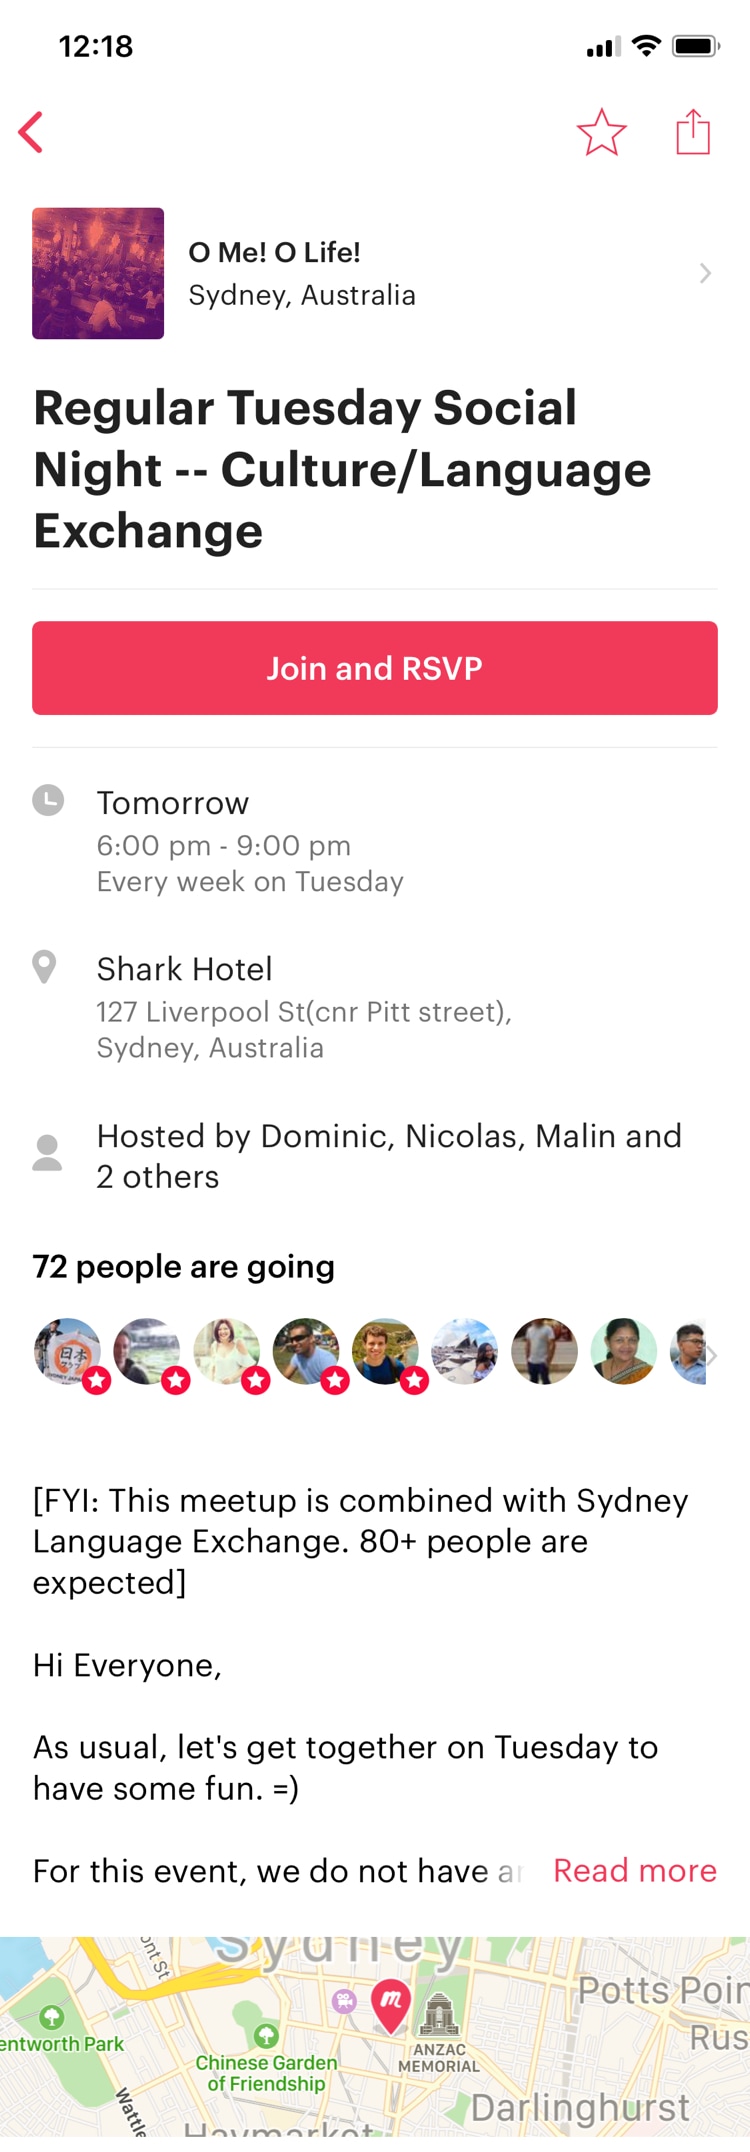 12:18
O Me! O Life!
Sydney, Australia
Regular Tuesday Social
Night -- Culture/Language
Exchange
Join and RSVP
Tomorrow
6:00 pm - 9:00 pm
Every week on Tuesday
Shark Hotel
127 Liverpool St(cnr Pitt street),
Sydney, Australia
Hosted by Dominic, Nicolas, Malin and
2 others
72 people are going
日本
[FYI: This meetup is combined with Sydney
Language Exchange. 80+ people are
expected]
Hi Everyone,
As usual, let's get together on Tuesday to
have some fun. =)
For this event, we do not have Read more
Sydney
ont St
Potts Poin
Rus
m
entworth Park
ANZAC
MEMORIAL
Chinese Garden
of Friendship
Wattle
Darlinghurst
Haymarket